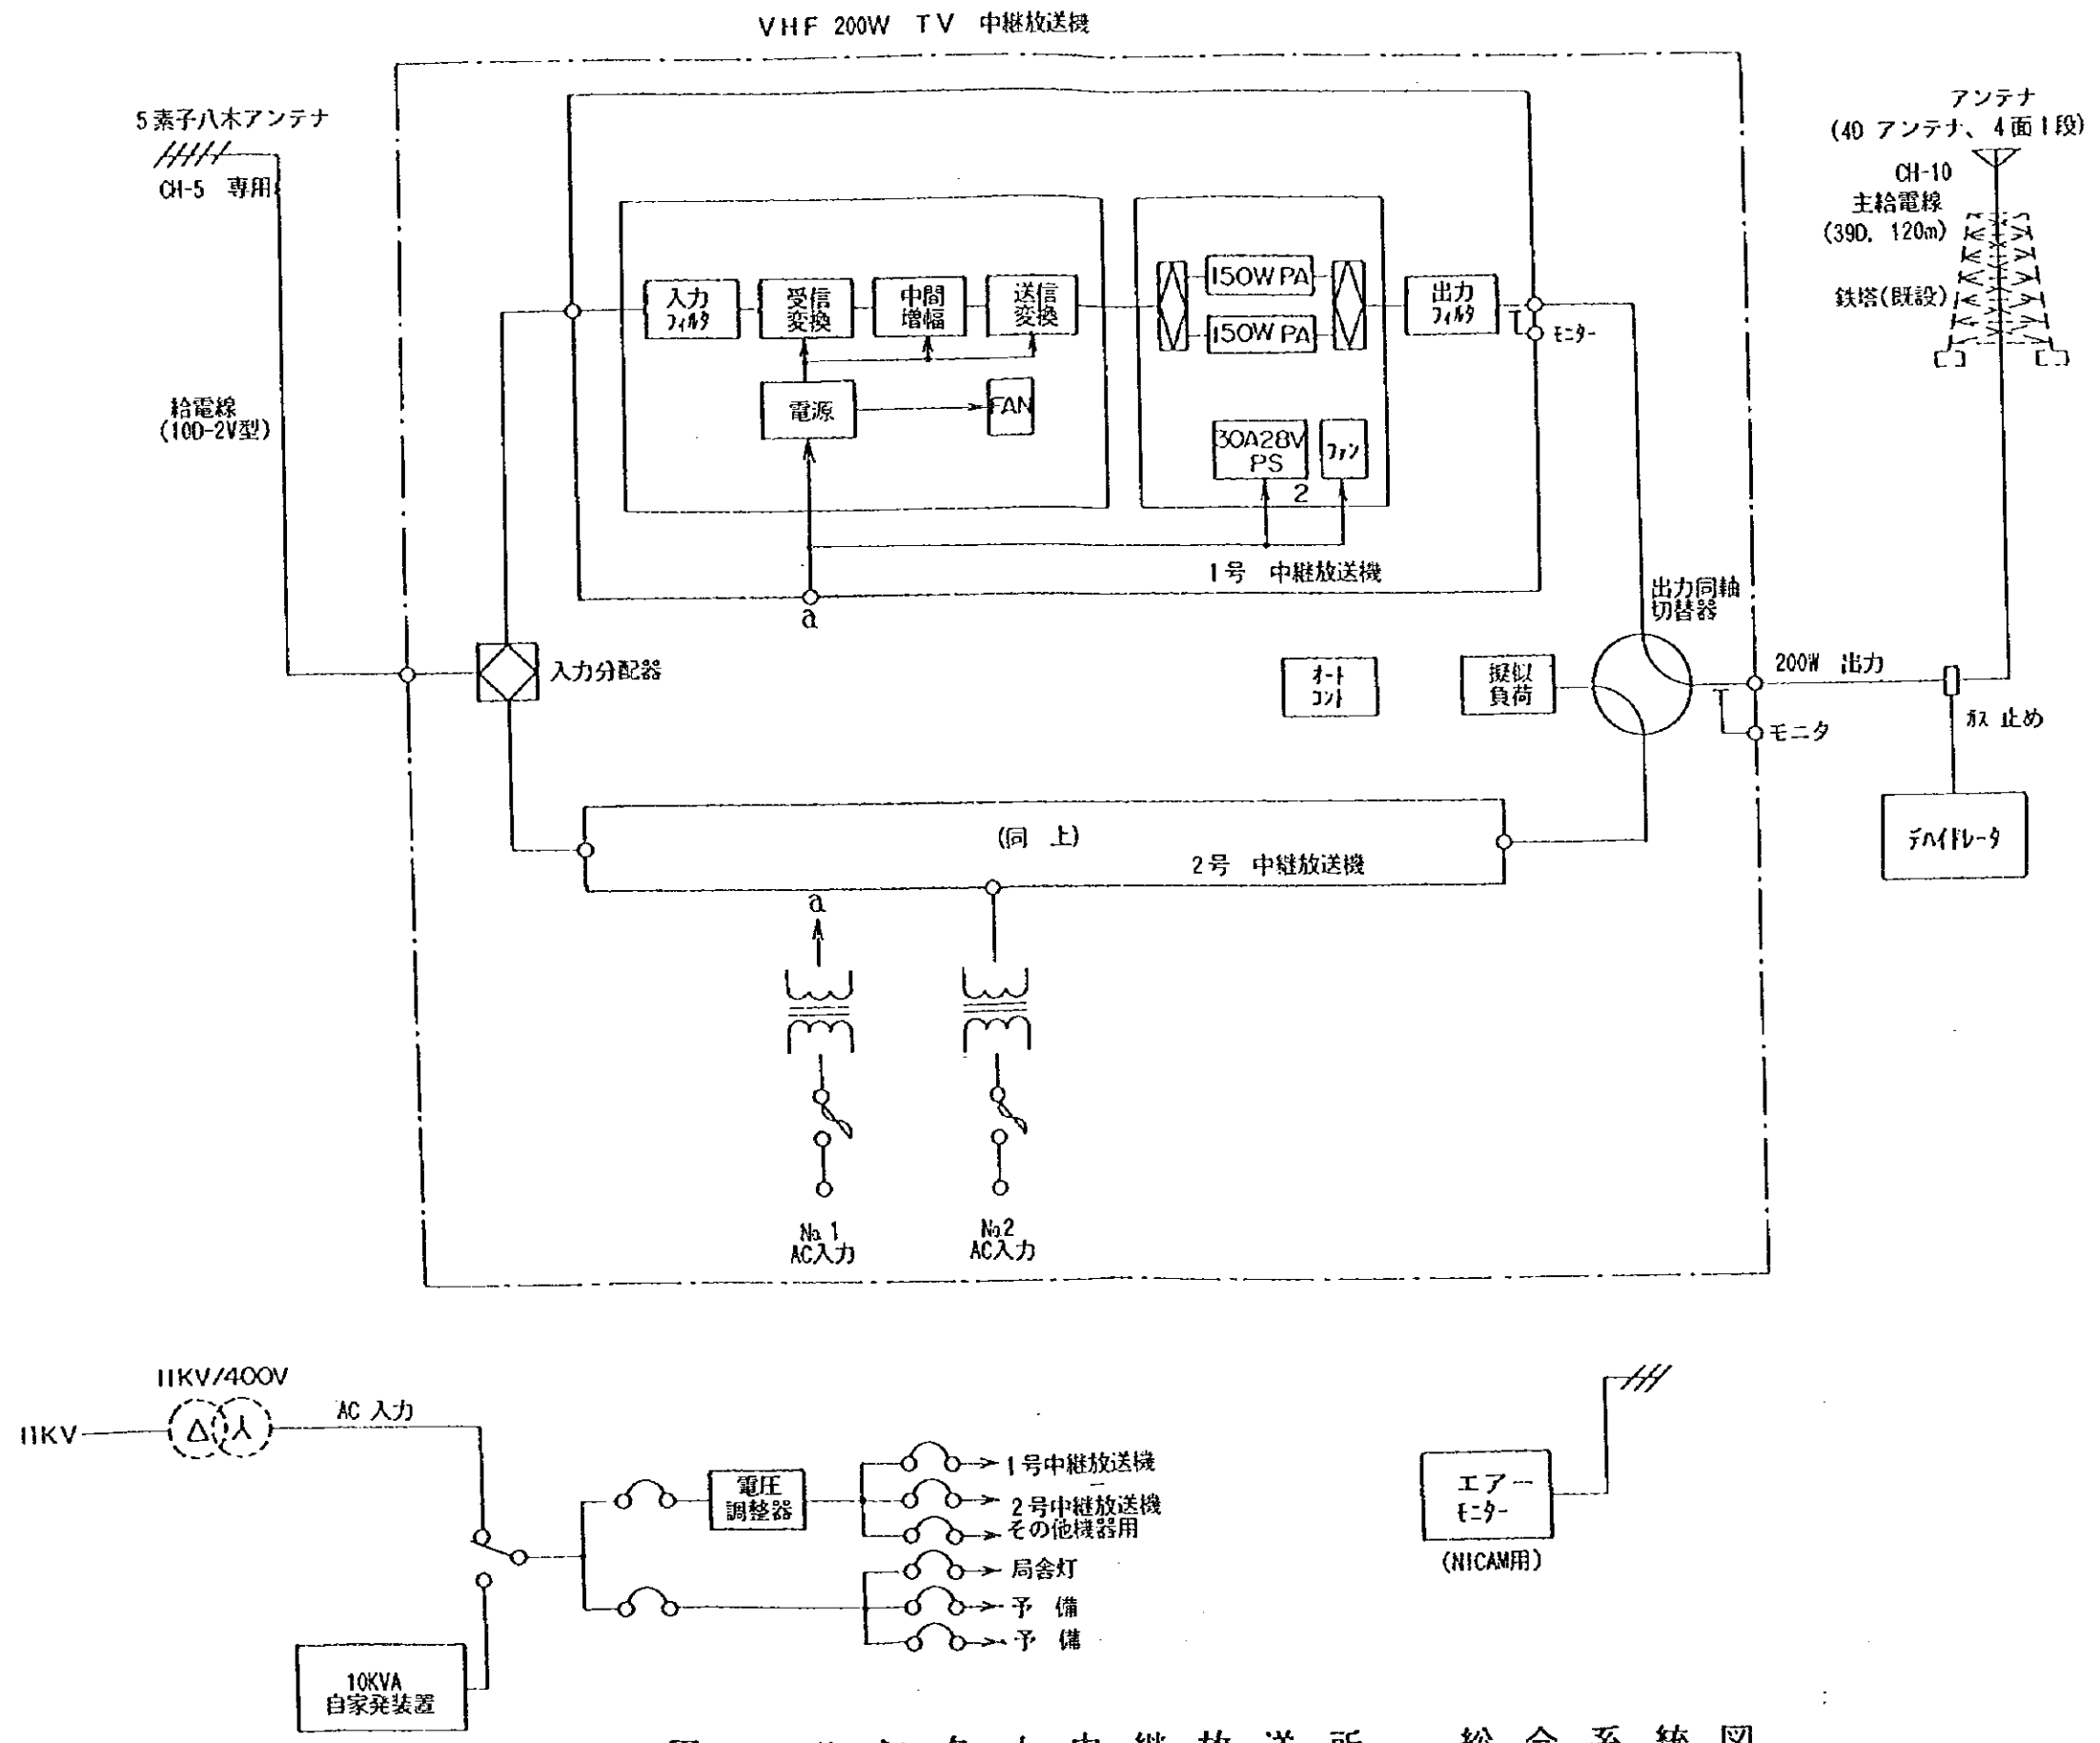 VHF 200W TV 中継放送機
5素子八木アンテナ
CH-5 専用
給電線
(10D-2V型)
入力
フィルタ
受信
変換
中間
増幅
送信
変換
電源
FAN
150W PA
150W PA
30A28V
PS
2
ファン
出力
フィルタ
モニター
1号 中継放送機
a
アンテナ
(4D アンテナ、4面1段)
CH-10
主給電線
(39D. 120m)
鉄塔(既設)
入力分配器
オート
コント
擬似
負荷
出力同軸
切替器
200W 出力
モニタ
ガス 止め
デハイドレータ
(同 上)
2号 中継放送機
a
No.1
AC入力
No.2
AC入力
11KV/400V
11KV
AC 入力
10KVA
自家発装置
電圧
調整器
1号中継放送機
2号中継放送機
その他機器用
局舎灯
予 備
予 備
エアー
モニター
(NICAM用)
中 継 放 送 所 総 合 系 統 図